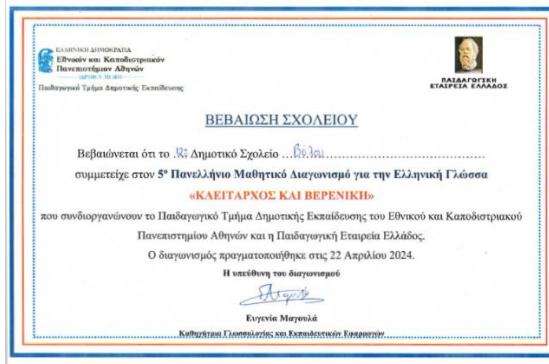 ΕΛΛΗΝΙΚΗ ΔΗΜΟΚΡΑΤΙΑ
Εθνικόν και Καποδιστριακόν
Πανεπιστήμιον Αθηνών
Παιδαγωγικό Τμήμα Δημοτικής Εκπαίδευσης
ΠΑΙΔΑΓΩΓΙΚΗ
ΕΤΑΙΡΕΙΑ ΕΛΛΑΔΟΣ
ΒΕΒΑΙΩΣΗ ΣΧΟΛΕΙΟΥ
Βεβαιώνεται ότι το Δημοτικό Σχολείο ...Βόλου...
συμμετείχε στον 5º Πανελλήνιο Μαθητικό Διαγωνισμό για την Ελληνική Γλώσσα
«ΚΛΕΙΤΑΡΧΟΣ ΚΑΙ ΒΕΡΕΝΙΚΗ»
που συνδιοργανώνουν το Παιδαγωγικό Τμήμα Δημοτικής Εκπαίδευσης του Εθνικού και Καποδιστριακού
Πανεπιστημίου Αθηνών και η Παιδαγωγική Εταιρεία Ελλάδος.
Ο διαγωνισμός πραγματοποιήθηκε στις 22 Απριλίου 2024.
Η υπεύθυνη του διαγωνισμού
Ευγενία Μαγουλά
Καθηγήτρια Γλωσσολογίας και Εκπαιδευτικών Εφαρμογών